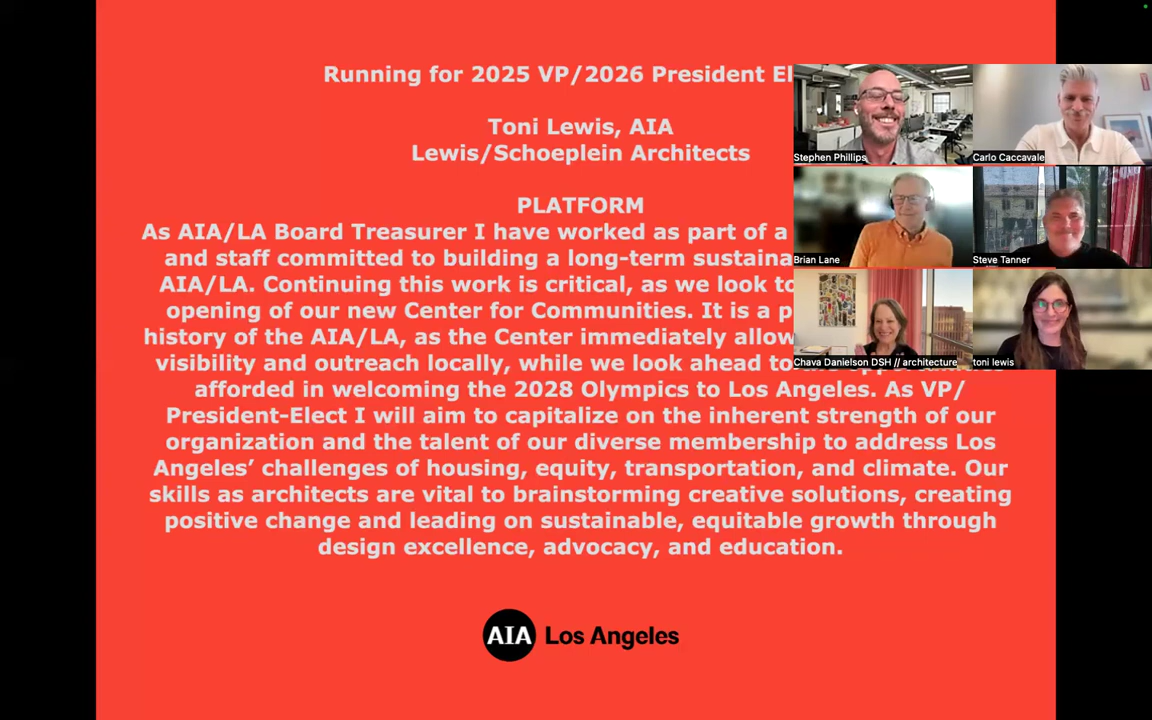 Running for 2025 VP/2026 President El
Toni Lewis, AIA
Lewis/Schoeplein Architects
PLATFORM
As AIA/LA Board Treasurer I have worked as part of a
and staff committed to building a long-term
AIA/LA. Continuing this work is critical, as we look to
opening of our new Center for Communities. It is a
history of the AIA/LA, as the Center immediately
visibility and outreach locally, while we look ahead to
afforded in welcoming the 2028 Olympics to Los Angeles. As VP/
President-Elect I will aim to capitalize on the inherent strength of our
organization and the talent of our diverse membership to address Los
Angeles’ challenges of housing, equity, transportation, and climate. Our
skills as architects are vital to brainstorming creative solutions, creating
positive change and leading on sustainable, equitable growth through
design excellence, advocacy, and education.
AIA Los Angeles
Stephen Phillips
Carlo Caccavale
Brian Lane
Steve Tanner
Chava Danielson DSH // architecture
toni lewis